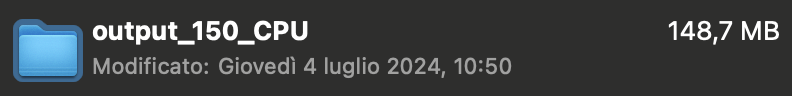 output_150_CPU 148,7 MB
Modificato: Giovedì 4 luglio 2024, 10:50